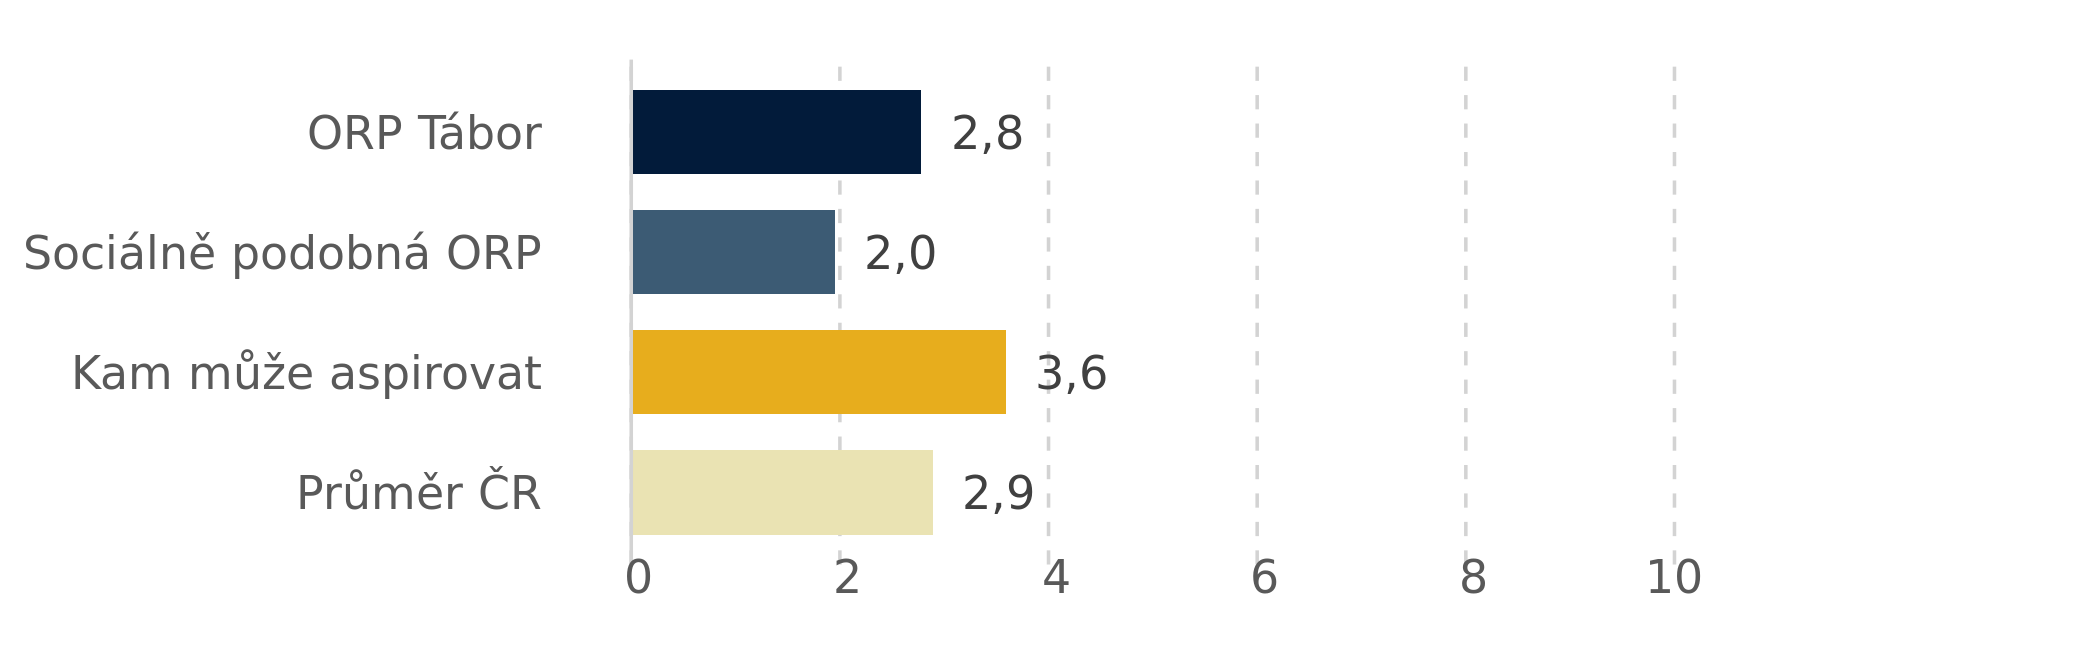 ORP Tábor 2,8
Sociálně podobná ORP 2,0
Kam může aspirovat 3,6
Průměr ČR 2,9
0 2 4 6 8 10